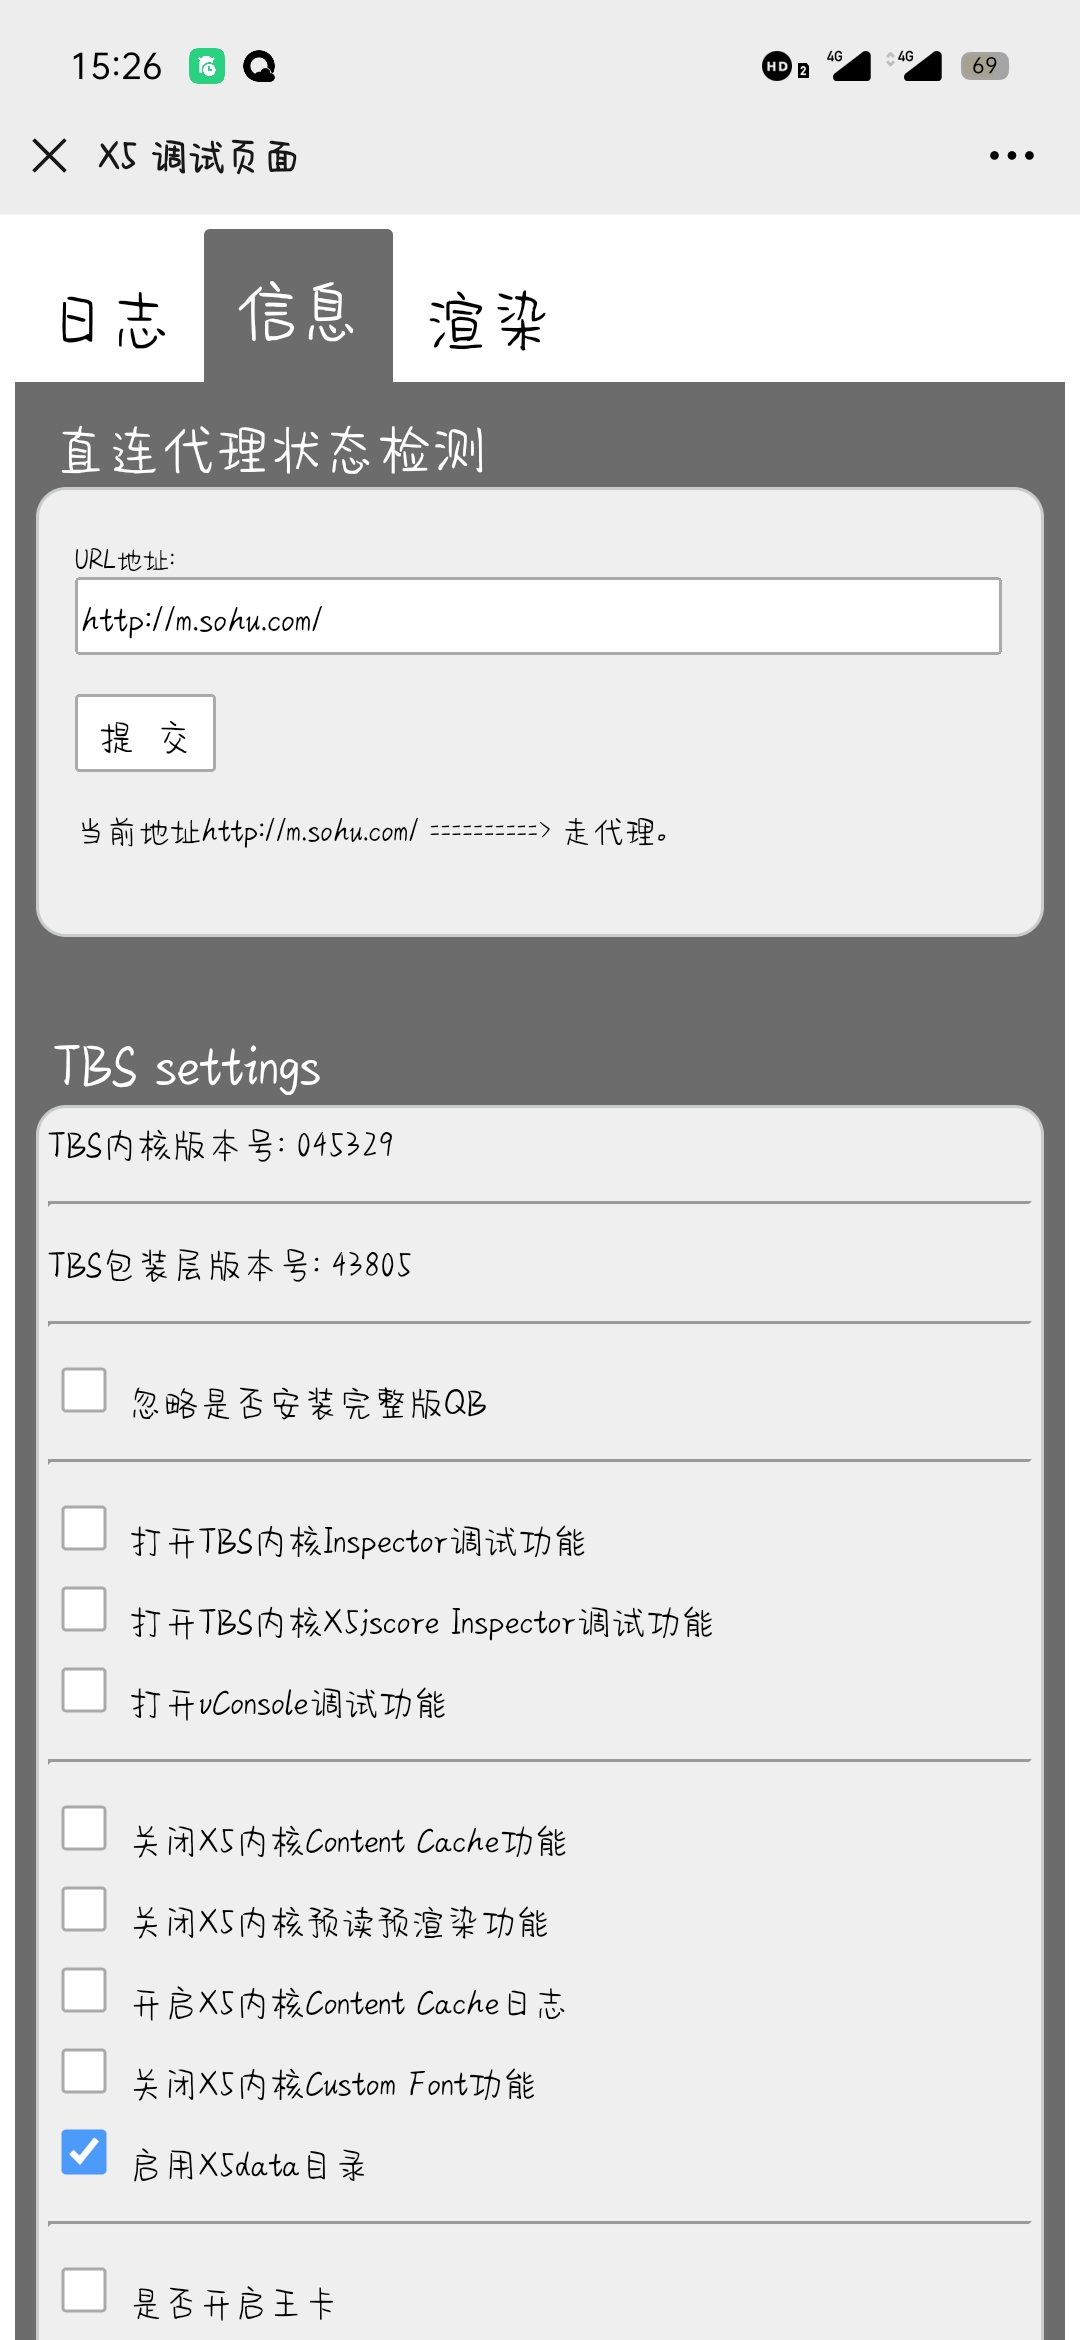 15:26
HD 2 4G 4G 69
X5 调试页面
日志 信息 渲染
直连代理状态检测
URL地址:
http://m.sohu.com/
提 交
当前地址http://m.sohu.com/ ==========> 走代理。
TBS settings
TBS内核版本号: 045329
TBS包装层版本号: 43805
忽略是否安装完整版QB
打开TBS内核Inspector调试功能
打开TBS内核X5jscore Inspector调试功能
打开vConsole调试功能
关闭X5内核Content Cache功能
关闭X5内核预读预渲染功能
开启X5内核Content Cache日志
关闭X5内核Custom Font功能
启用X5data目录
是否开启王卡